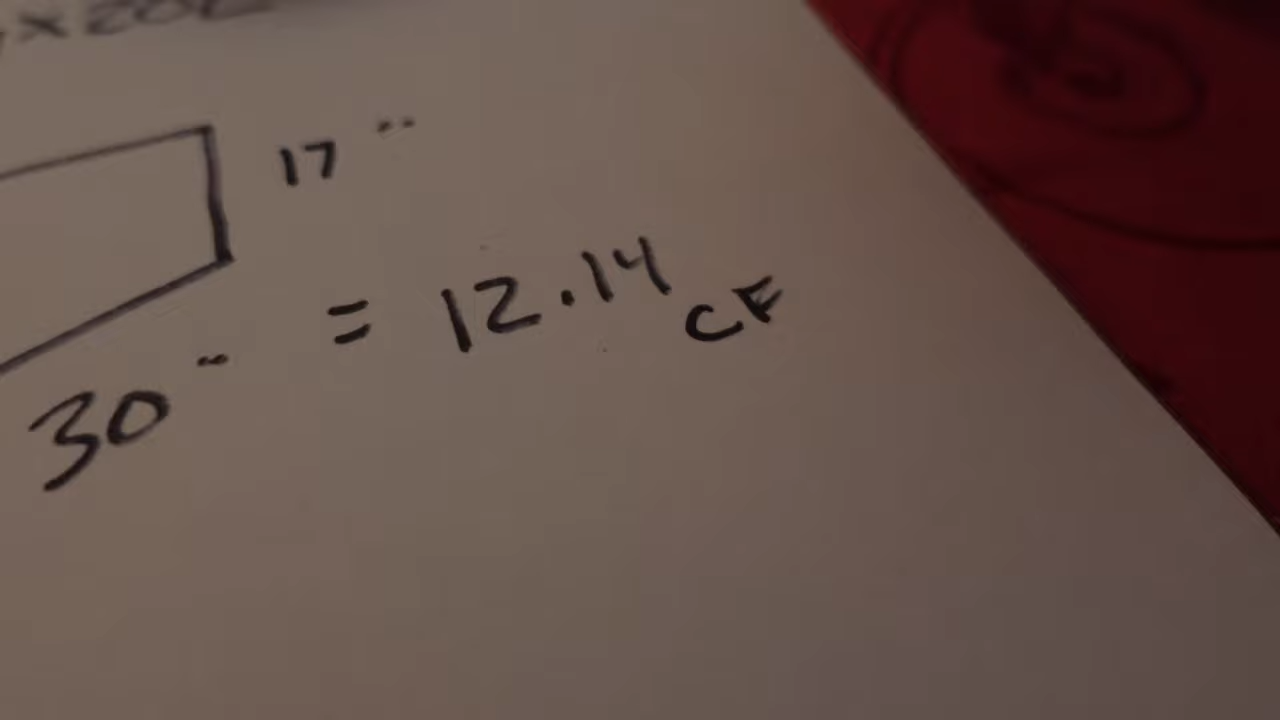 17"
= 12.14 CF
30"